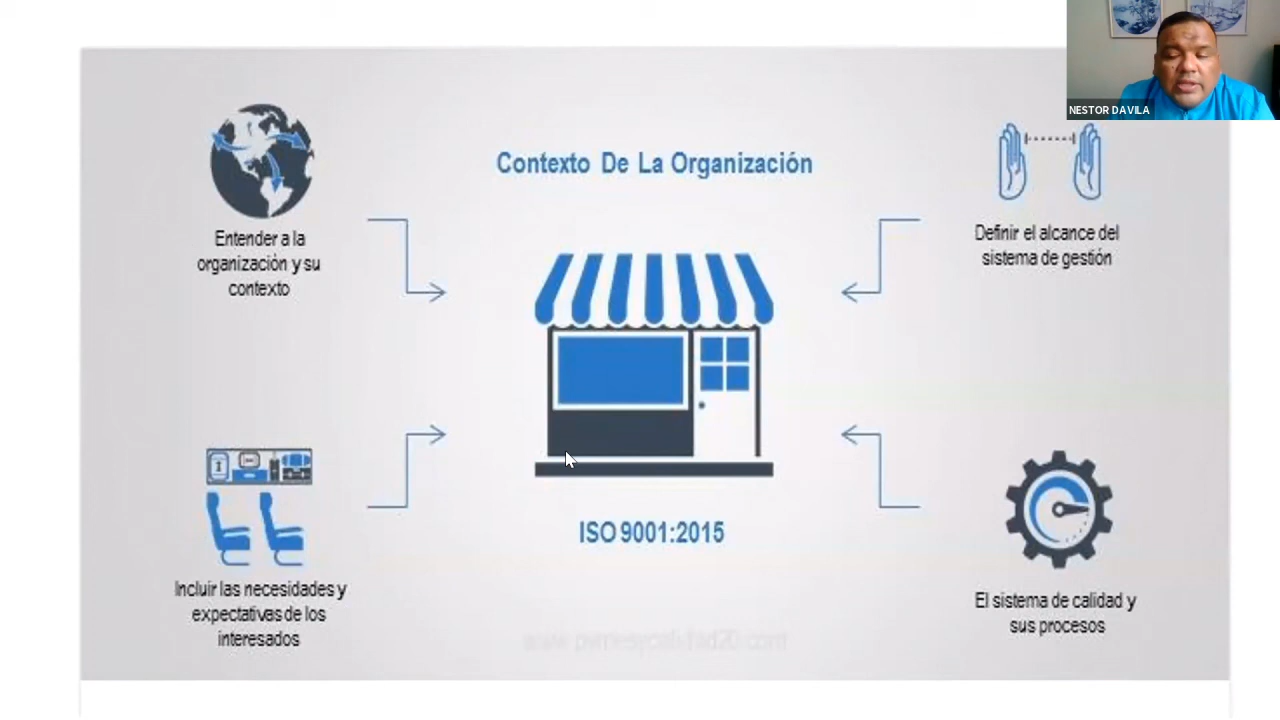 NESTOR DAVILA
Contexto De La Organización
Entender a la
organización y su
contexto
Definir el alcance del
sistema de gestión
ISO 9001:2015
Incluir las necesidades y
expectativas de los
interesados
El sistema de calidad y
sus procesos